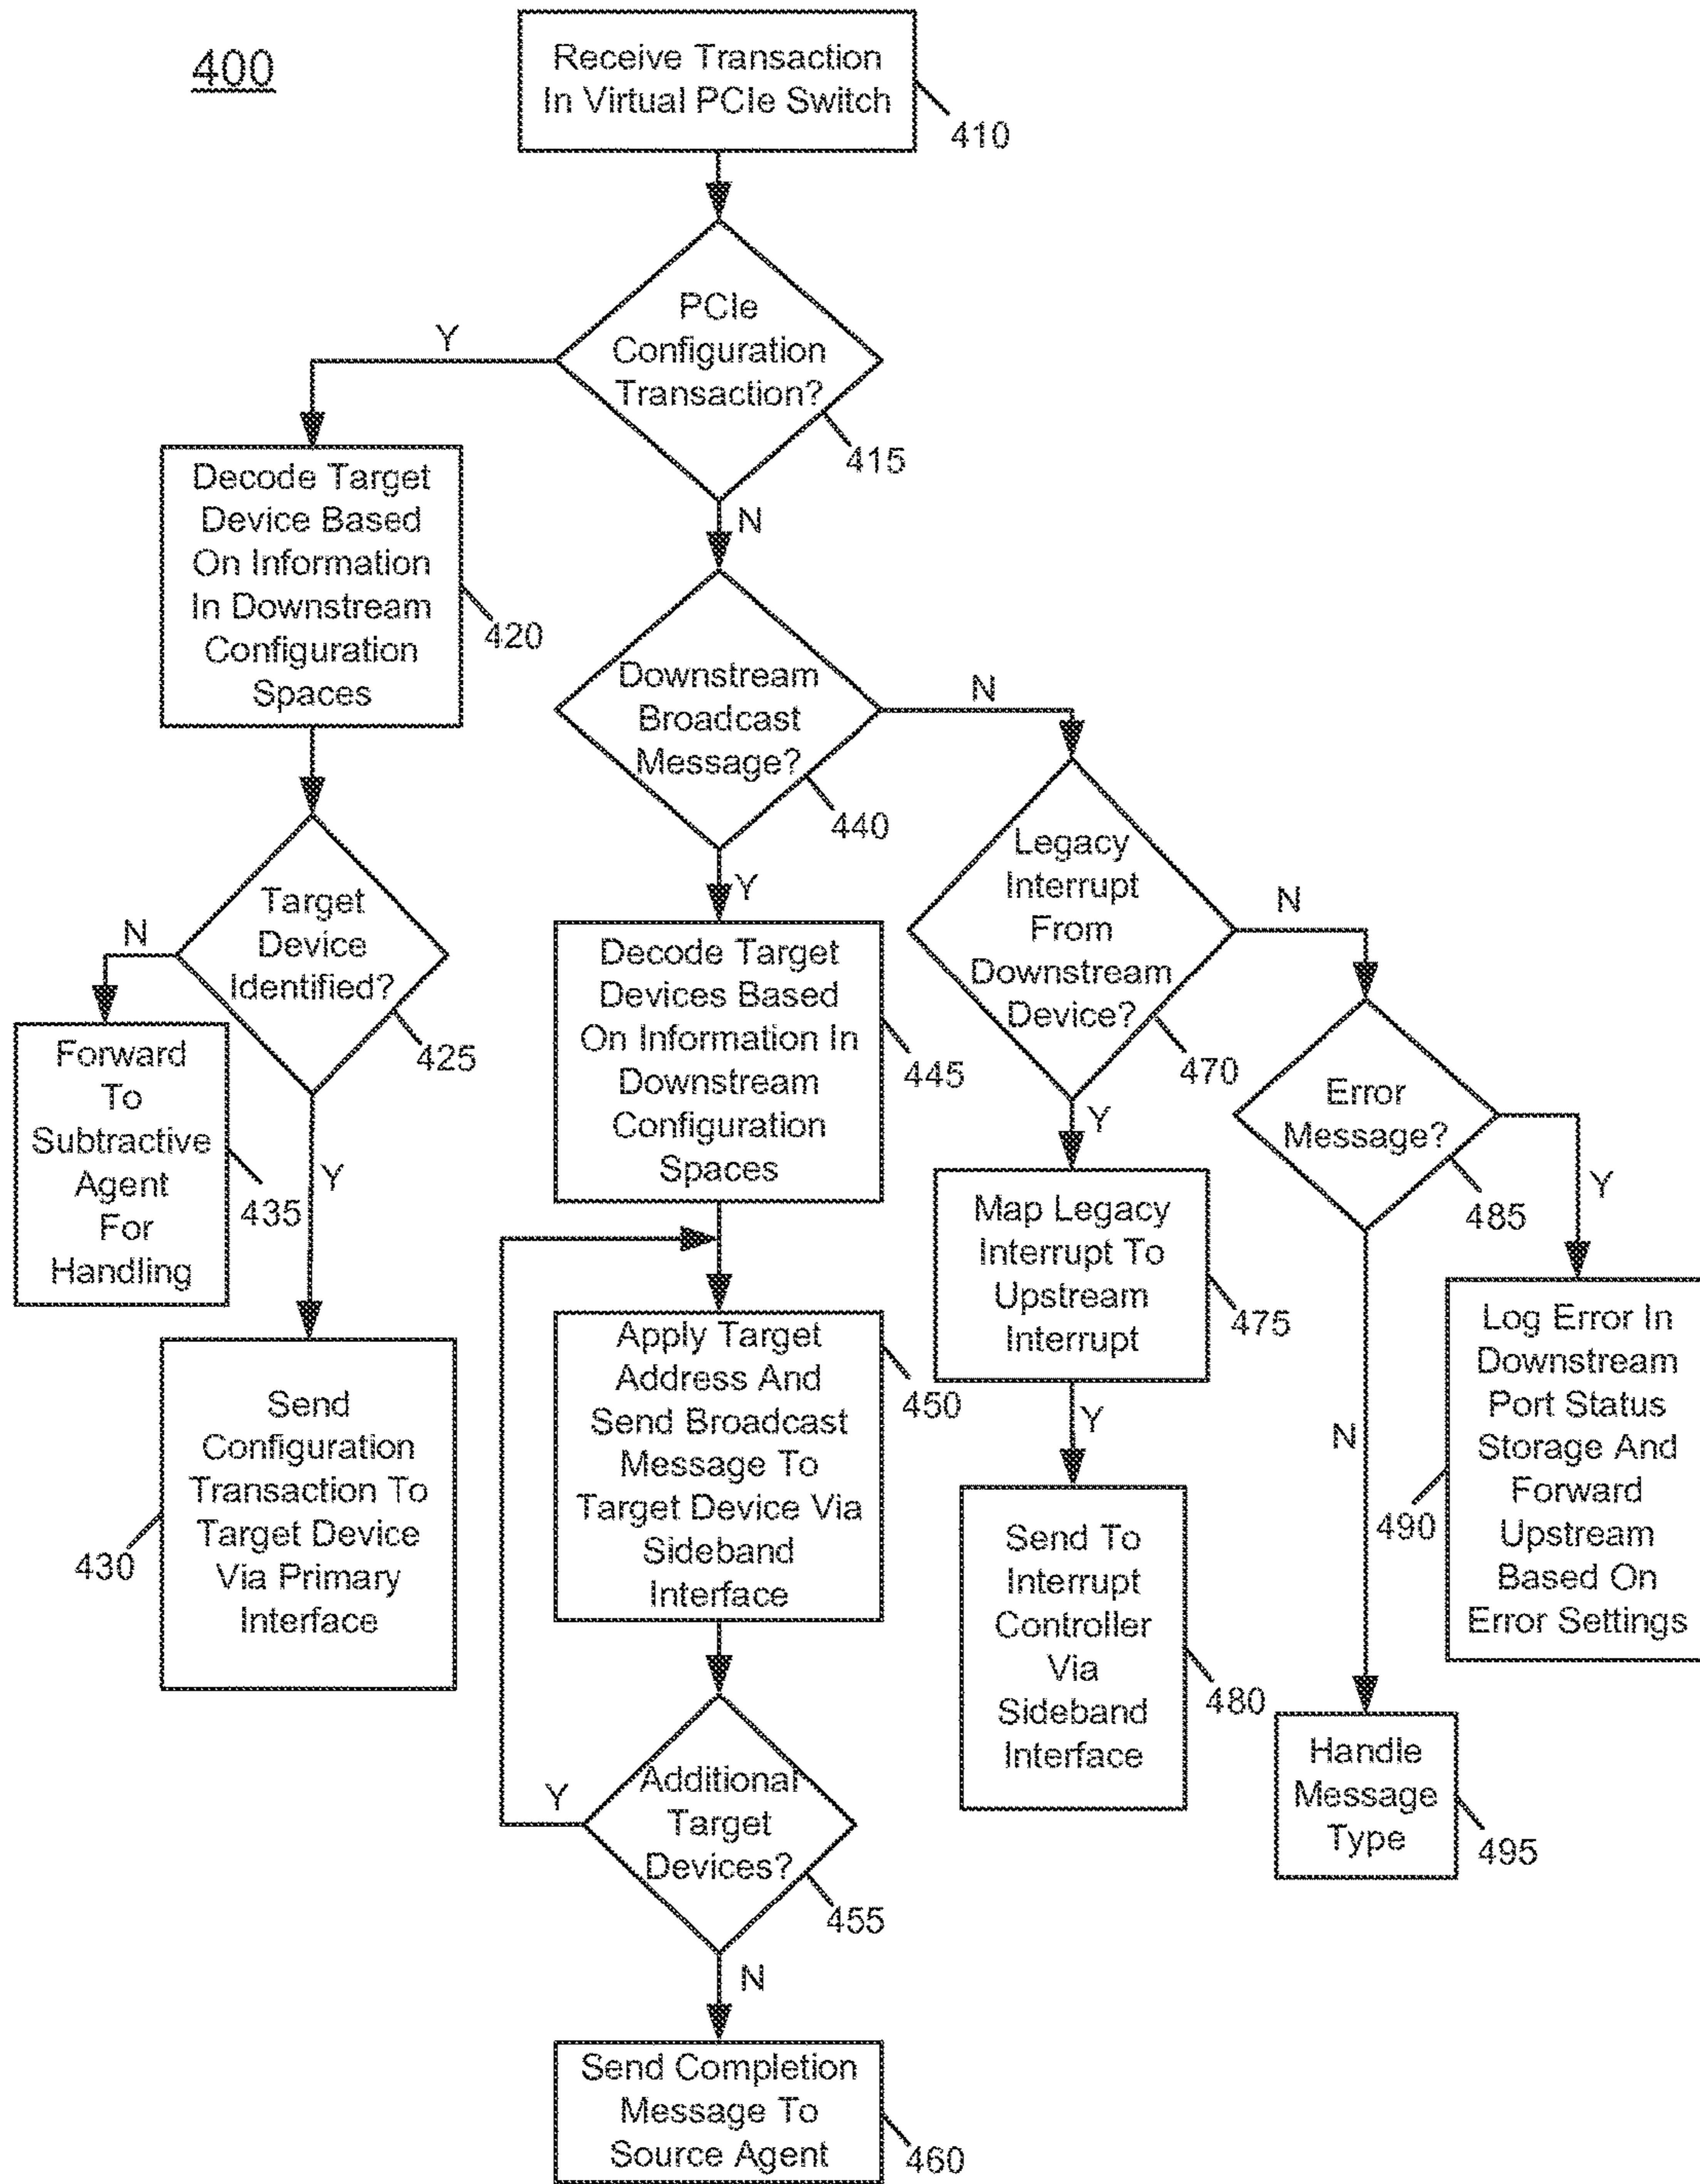 400
Receive Transaction
In Virtual PCIe Switch
410
PCIe
Configuration
Transaction?
415
Y
N
Decode Target
Device Based
On Information
In Downstream
Configuration
Spaces
420
Target
Device
Identified?
425
N
Y
Forward
To
Subtractive
Agent
For
Handling
435
Send
Configuration
Transaction To
Target Device
Via Primary
Interface
430
Downstream
Broadcast
Message?
440
N
Y
Decode Target
Devices Based
On Information In
Downstream
Configuration
Spaces
445
Apply Target
Address And
Send Broadcast
Message To
Target Device Via
Sideband
Interface
450
Additional
Target
Devices?
455
Y
N
Send Completion
Message To
Source Agent
460
Legacy
Interrupt
From
Downstream
Device?
470
N
Y
Map Legacy
Interrupt To
Upstream
Interrupt
475
Y
Send To
Interrupt
Controller
Via
Sideband
Interface
480
Error
Message?
485
Y
N
Log Error In
Downstream
Port Status
Storage And
Forward
Upstream
Based On
Error Settings
490
Handle
Message
Type
495